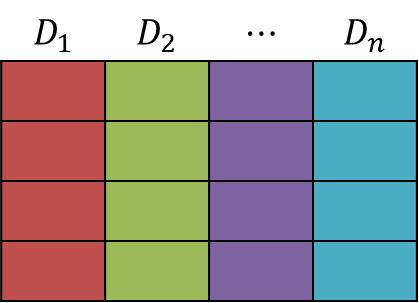 D₁ D₂ ⋯ Dₙ